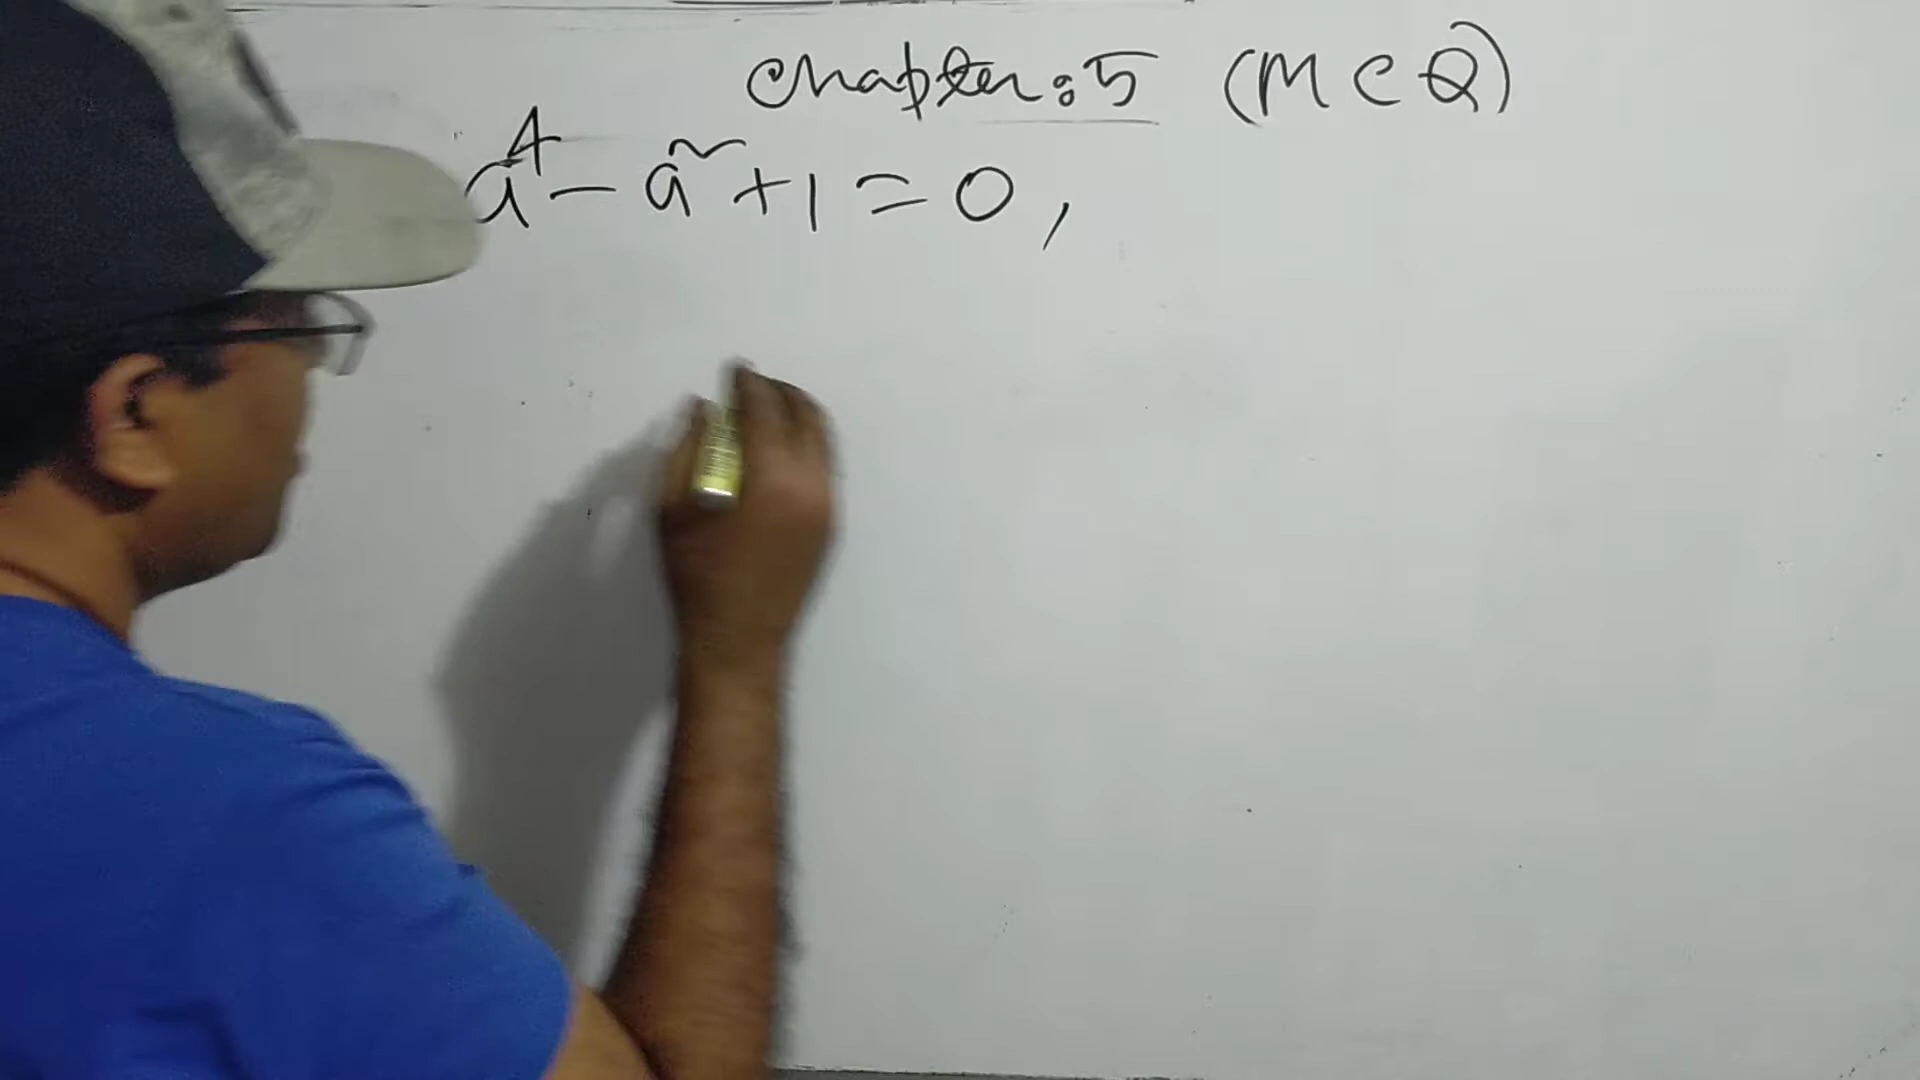 Chapter: 5 (MCQ)
a⁴ - a² + 1 = 0,